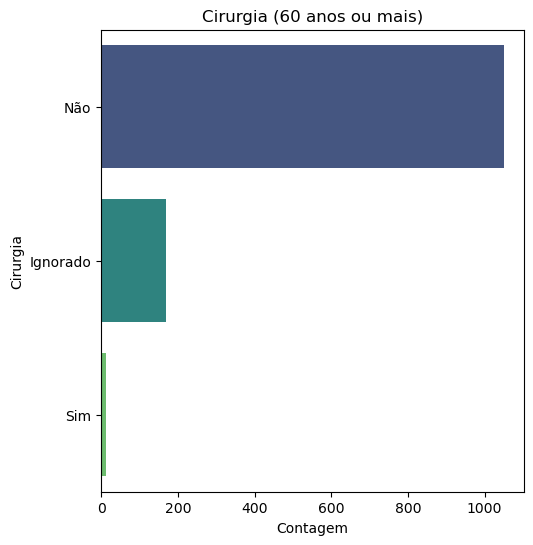 Cirurgia (60 anos ou mais)
Não
Ignorado
Sim
Cirurgia
0 200 400 600 800 1000
Contagem